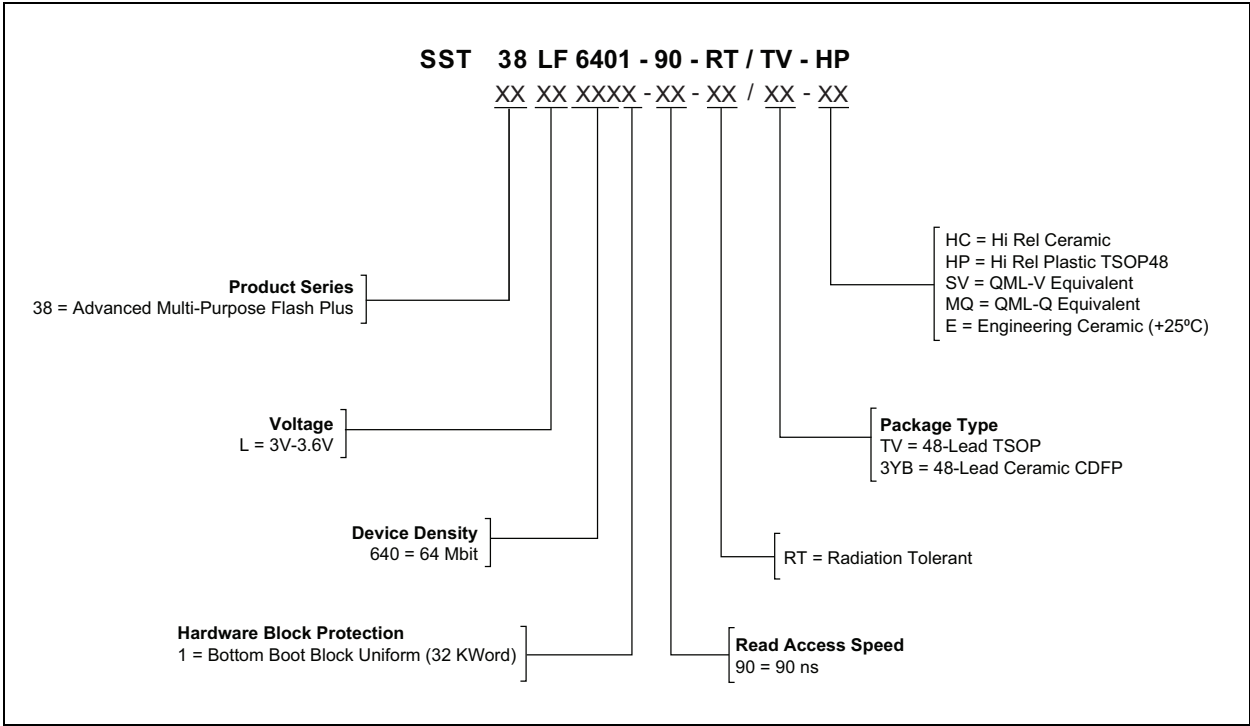 SST 38 LF 6401 - 90 - RT / TV - HP
XX XX XXXX - XX - XX / XX - XX
HC = Hi Rel Ceramic
HP = Hi Rel Plastic TSOP48
SV = QML-V Equivalent
MQ = QML-Q Equivalent
E = Engineering Ceramic (+25ºC)
Product Series
38 = Advanced Multi-Purpose Flash Plus
Voltage
L = 3V-3.6V
Package Type
TV = 48-Lead TSOP
3YB = 48-Lead Ceramic CDFP
Device Density
640 = 64 Mbit
RT = Radiation Tolerant
Hardware Block Protection
1 = Bottom Boot Block Uniform (32 KWord)
Read Access Speed
90 = 90 ns